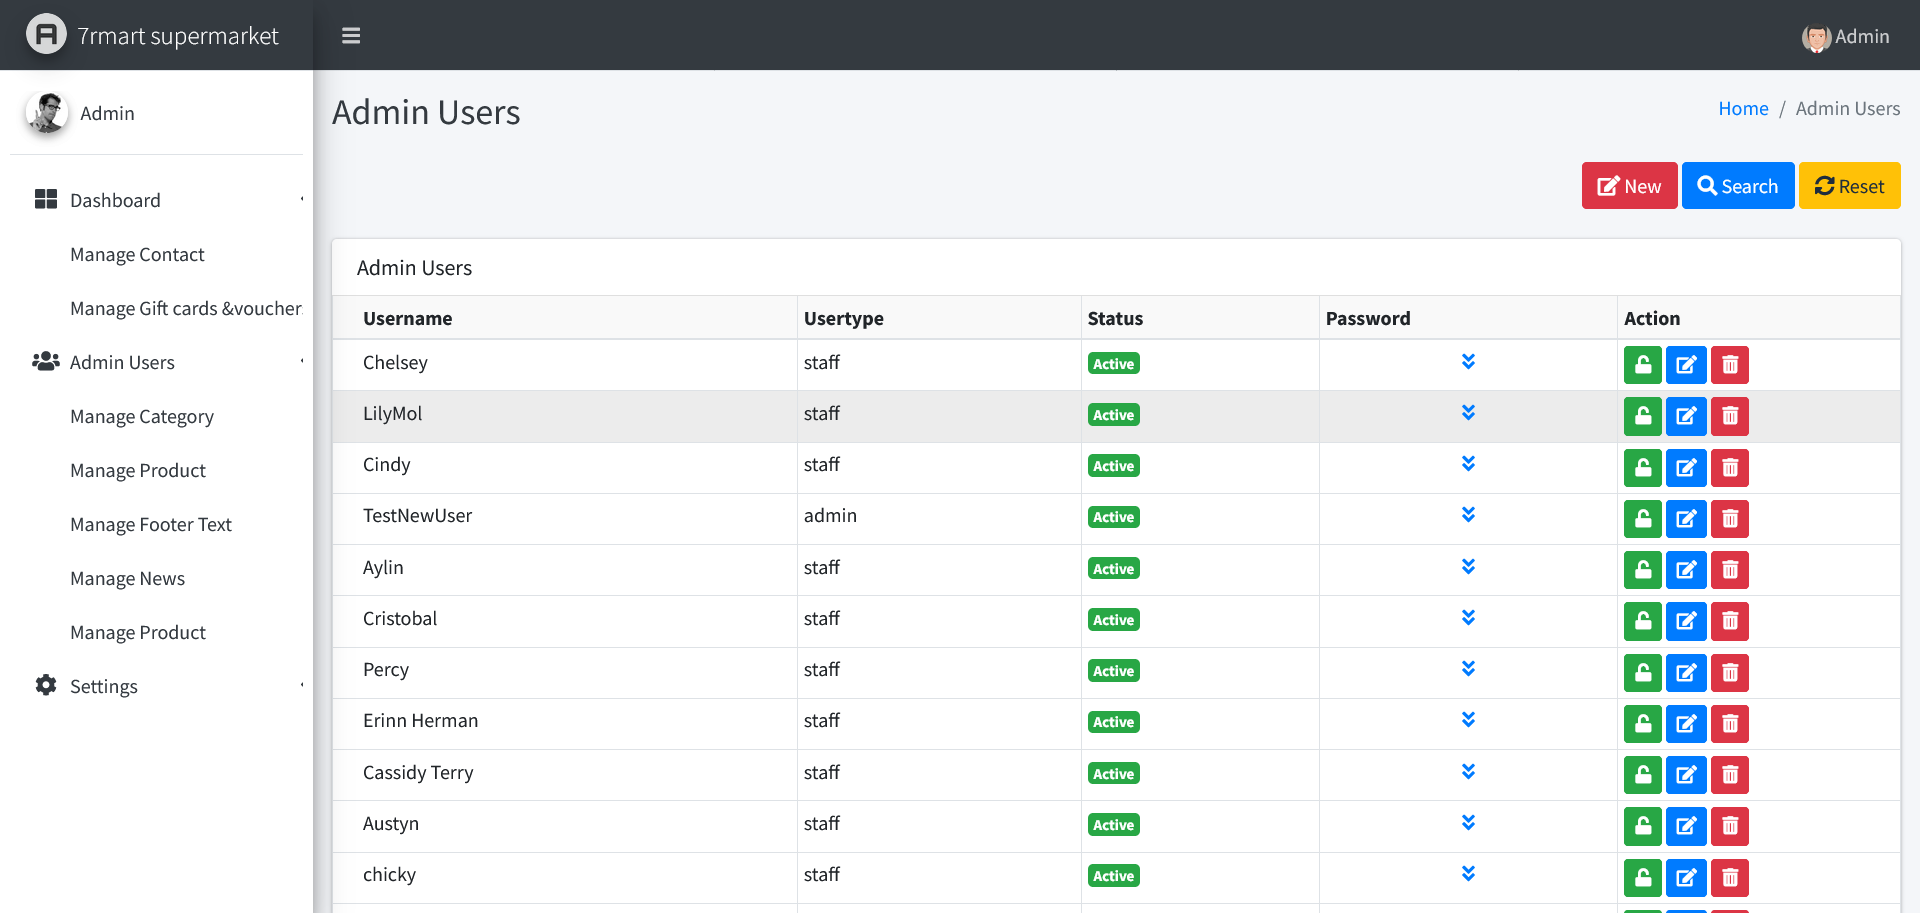 7rmart supermarket
Admin
Admin
Dashboard
Manage Contact
Manage Gift cards &voucher
Admin Users
Manage Category
Manage Product
Manage Footer Text
Manage News
Manage Product
Settings
Admin Users
Home / Admin Users
New Search Reset
Admin Users
Username Usertype Status Password Action
Chelsey staff Active
LilyMol staff Active
Cindy staff Active
TestNewUser admin Active
Aylin staff Active
Cristobal staff Active
Percy staff Active
Erinn Herman staff Active
Cassidy Terry staff Active
Austyn staff Active
chicky staff Active